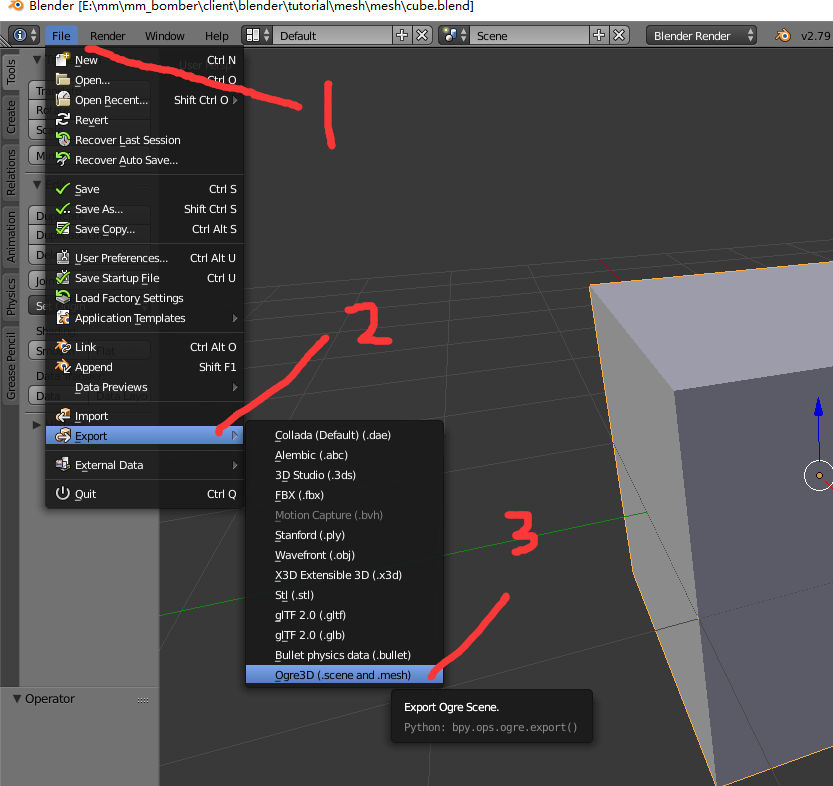 Blender [E:\mm\mm_bomber\client\blender\tutorial\mesh\mesh\cube.blend]
File Render Window Help Default Scene Blender Render v2.79
New Ctrl N
Open... Ctrl O
Open Recent... Shift Ctrl O
Revert
Recover Last Session
Recover Auto Save...
Save Ctrl S
Save As... Shift Ctrl S
Save Copy... Ctrl Alt S
User Preferences... Ctrl Alt U
Save Startup File Ctrl U
Load Factory Settings
Application Templates
Link Ctrl Alt O
Append Shift F1
Data Previews
Import
Export
External Data
Quit Ctrl Q
Tools
Create
Relations
Animation
Physics
Grease Pencil
Collada (Default) (.dae)
Alembic (.abc)
3D Studio (.3ds)
FBX (.fbx)
Motion Capture (.bvh)
Stanford (.ply)
Wavefront (.obj)
X3D Extensible 3D (.x3d)
Stl (.stl)
glTF 2.0 (.gltf)
glTF 2.0 (.glb)
Bullet physics data (.bullet)
Ogre3D (.scene and .mesh)
Export Ogre Scene.
Python: bpy.ops.ogre.export()
Operator
1
2
3